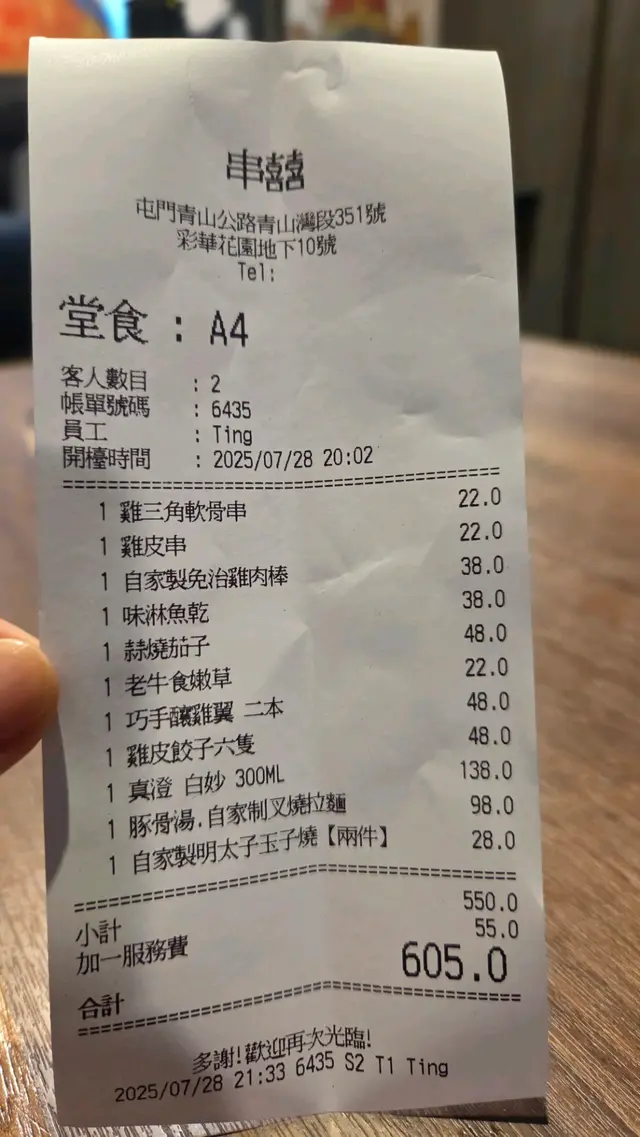 串囍
屯門青山公路青山灣段351號
彩華花園地下10號
Tel:
堂食 : A4
客人數目 : 2
帳單號碼 : 6435
員工 : Ting
開檯時間 : 2025/07/28 20:02
1 雞三角軟骨串 22.0
1 雞皮串 22.0
1 自家製免治雞肉棒 38.0
1 味淋魚乾 38.0
1 蒜燒茄子 48.0
1 老牛食嫩草 22.0
1 巧手釀雞翼 二本 48.0
1 雞皮餃子六隻 48.0
1 真澄 白妙 300ML 138.0
1 豚骨湯.自家制叉燒拉麵 98.0
1 自家製明太子玉子燒【兩件】 28.0
小計 550.0
加一服務費 55.0
合計 605.0
多謝!歡迎再次光臨!
2025/07/28 21:33 6435 S2 T1 Ting